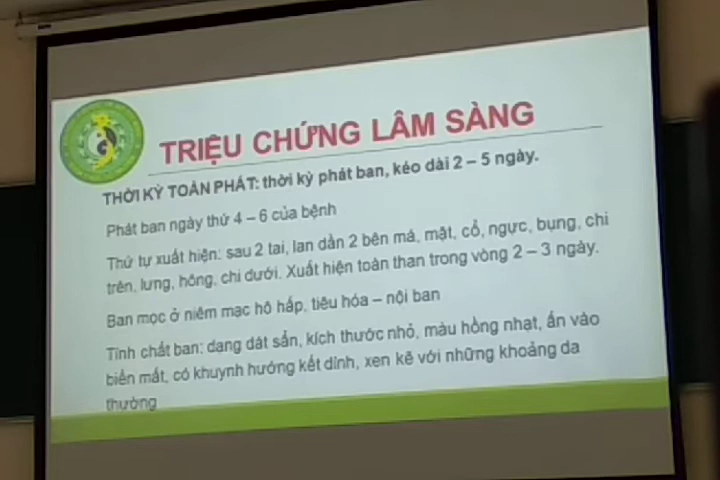 TRIỆU CHỨNG LÂM SÀNG
THỜI KỲ TOÀN PHÁT: thời kỳ phát ban, kéo dài 2 – 5 ngày.
Phát ban ngày thứ 4 – 6 của bệnh
Thứ tự xuất hiện: sau 2 tai, lan dần 2 bên má, mặt, cổ, ngực, bụng, chi
trên, lưng, hông, chi dưới. Xuất hiện toàn thân trong vòng 2 – 3 ngày.
Ban mọc ở niêm mạc hô hấp, tiêu hóa – nội ban
Tính chất ban: dạng dát sẩn, kích thước nhỏ, màu hồng nhạt, ấn vào
biến mất, có khuynh hướng kết dính, xen kẽ với những khoảng da
thường